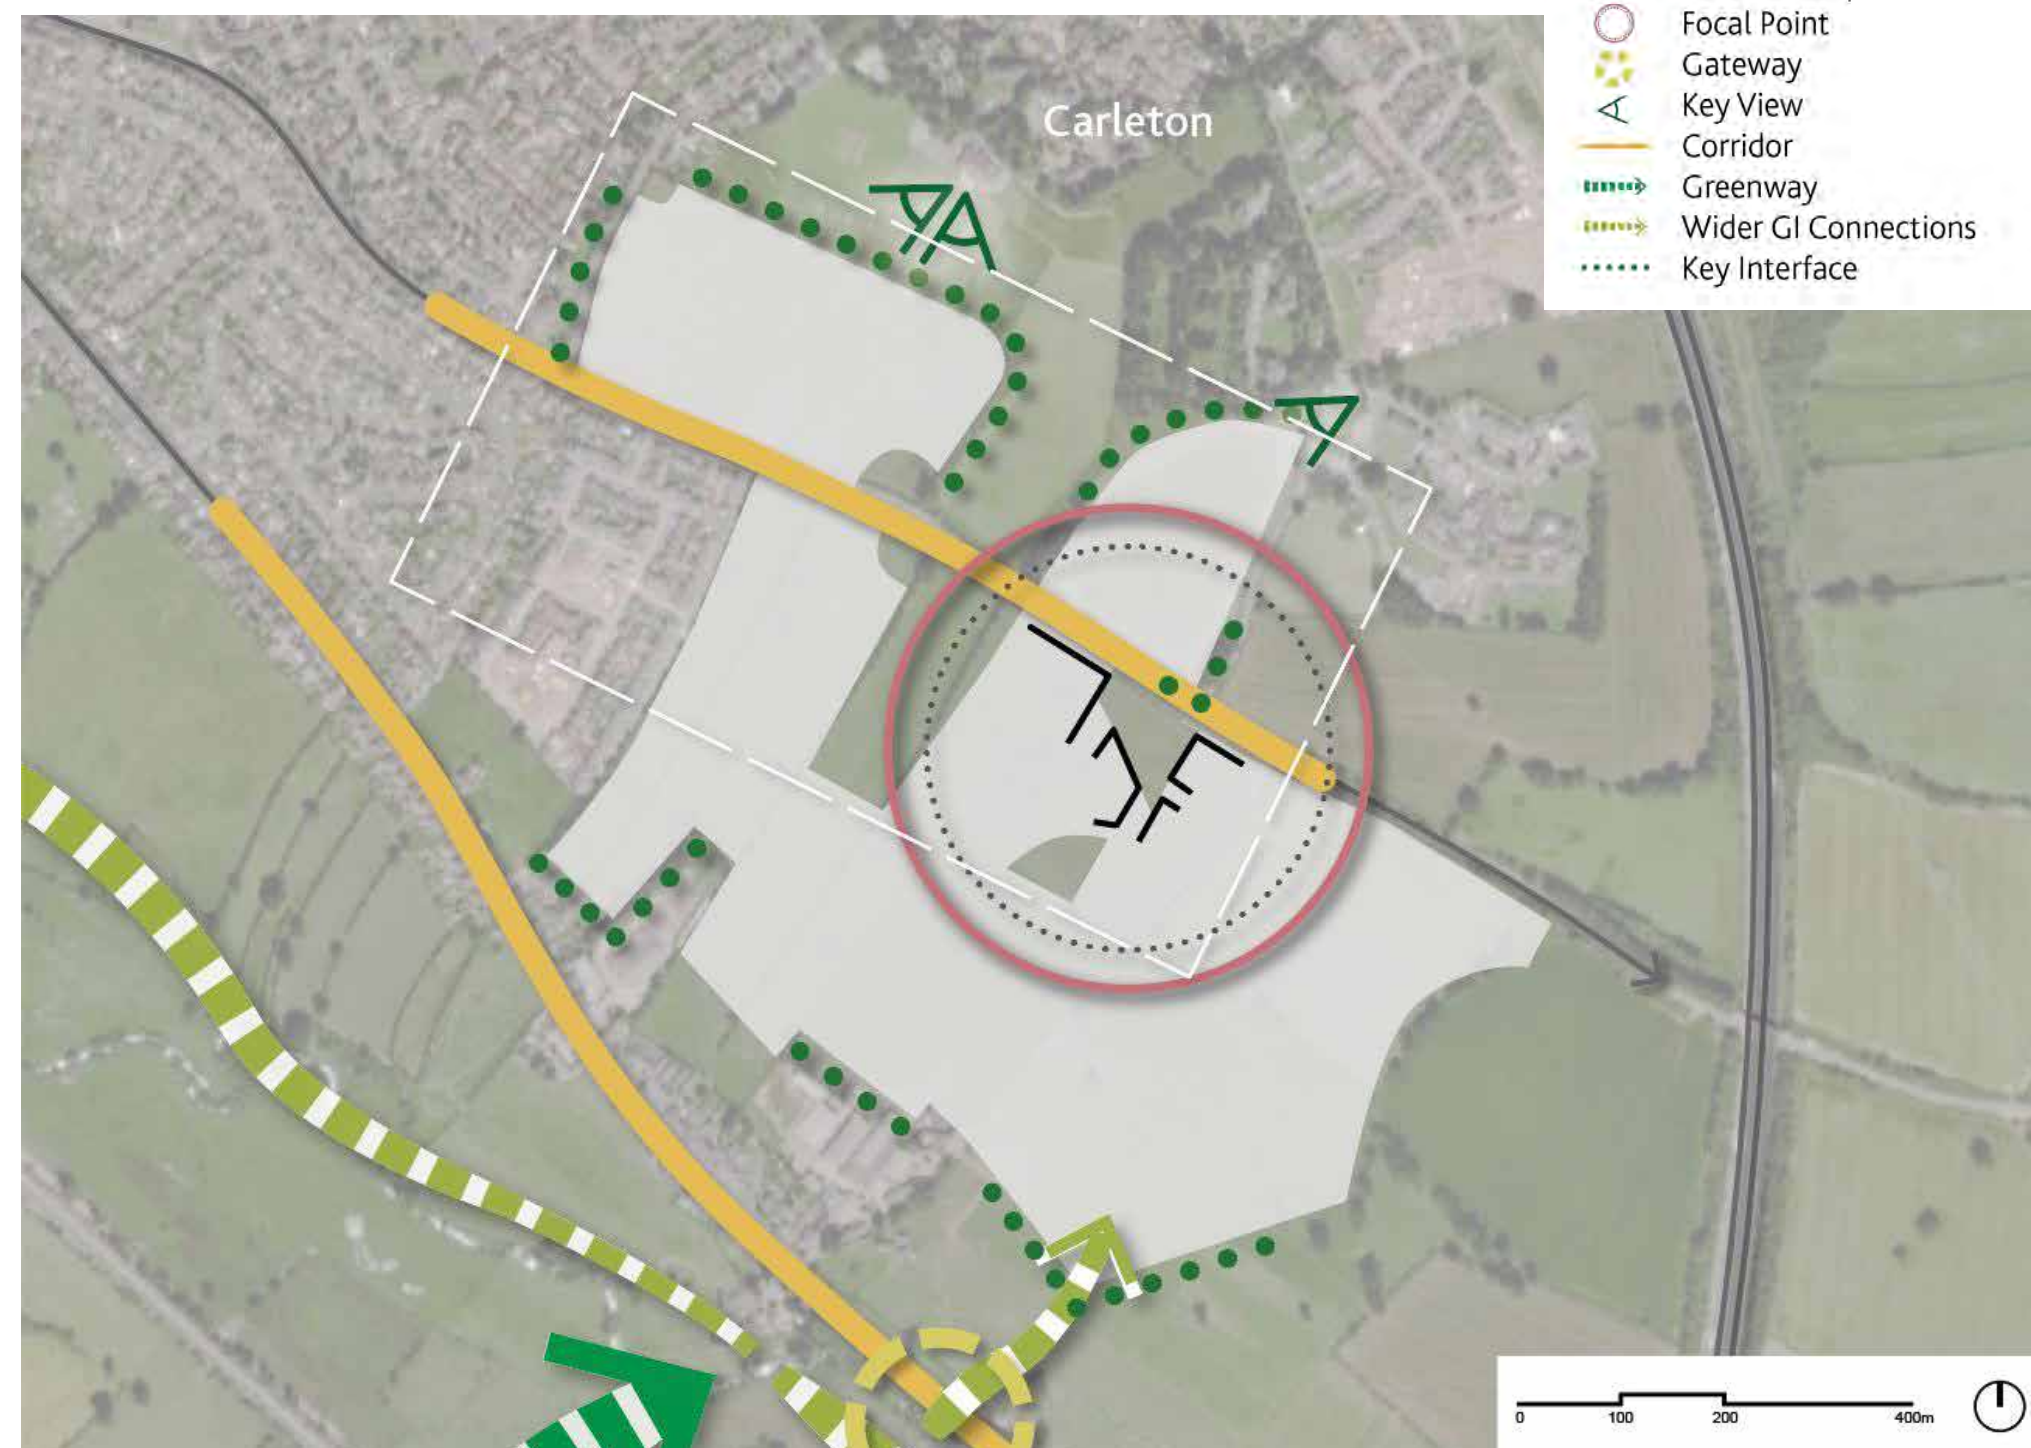 Focal Point
Gateway
Key View
Corridor
Greenway
Wider GI Connections
Key Interface
Carleton
0 100 200 400m